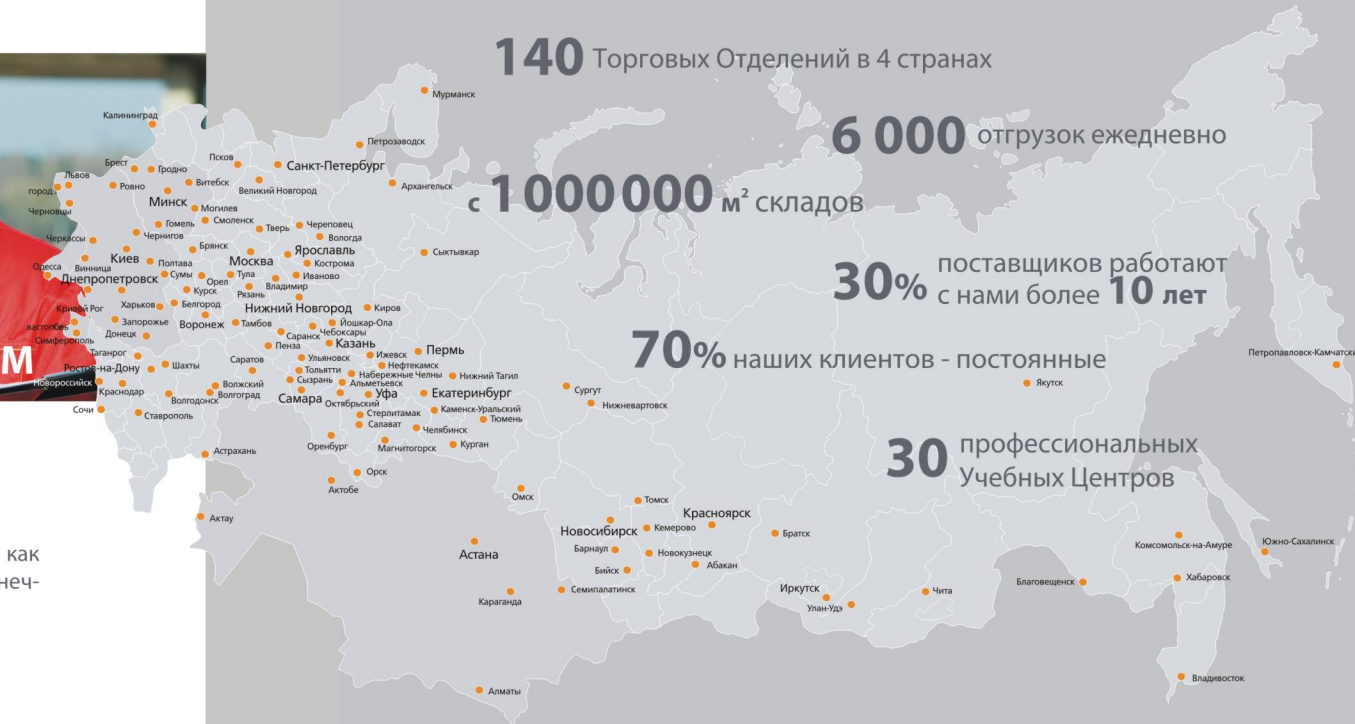 140 Торговых Отделений в 4 странах
6 000 отгрузок ежедневно
с 1 000 000 м² складов
30% поставщиков работают
с нами более 10 лет
70% наших клиентов - постоянные
30 профессиональных
Учебных Центров
Мурманск
Калининград
Петрозаводск
Псков
Санкт-Петербург
Брест
Гродно
Львов
Ровно
Витебск
Великий Новгород
Архангельск
город
Минск
Черновцы
Могилев
Гомель
Смоленск
Тверь
Череповец
Чернигов
Вологда
Черкассы
Брянск
Ярославль
Сыктывкар
Киев
Полтава
Москва
Кострома
Одесса
Винница
Сумы
Тула
Иваново
Днепропетровск
Орел
Владимир
Курск
Рязань
Кривой Рог
Харьков
Белгород
Нижний Новгород
Киров
Запорожье
Воронеж
Тамбов
Йошкар-Ола
Симферополь
Донецк
Саранск
Чебоксары
Пенза
Казань
М
Таганрог
Саратов
Ульяновск
Ижевск
Пермь
Ростов-на-Дону
Шахты
Тольятти
Нефтекамск
Набережные Челны
Нижний Тагил
Новороссийск
Краснодар
Волжский
Сызрань
Альметьевск
Волгодонск
Волгоград
Самара
Октябрьский
Уфа
Екатеринбург
Сургут
Якутск
Петропавловск-Камчатски
Сочи
Ставрополь
Стерлитамак
Каменск-Уральский
Нижневартовск
Салават
Тюмень
Челябинск
Астрахань
Оренбург
Магнитогорск
Курган
Орск
Актобе
Омск
Томск
Актау
Красноярск
Новосибирск
Кемерово
Братск
Астана
Барнаул
Новокузнецк
Комсомольск-на-Амуре
Южно-Сахалинск
Бийск
Абакан
Караганда
Семипалатинск
Иркутск
Улан-Удэ
Чита
Благовещенск
Хабаровск
Владивосток
Алматы
как
неч-